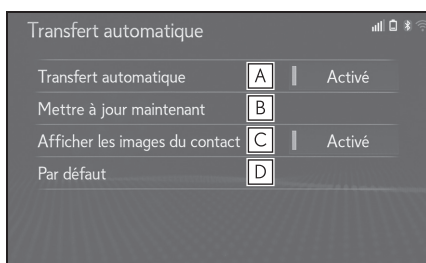 Transfert automatique
Transfert automatique A Activé
Mettre à jour maintenant B
Afficher les images du contact C Activé
Par défaut D